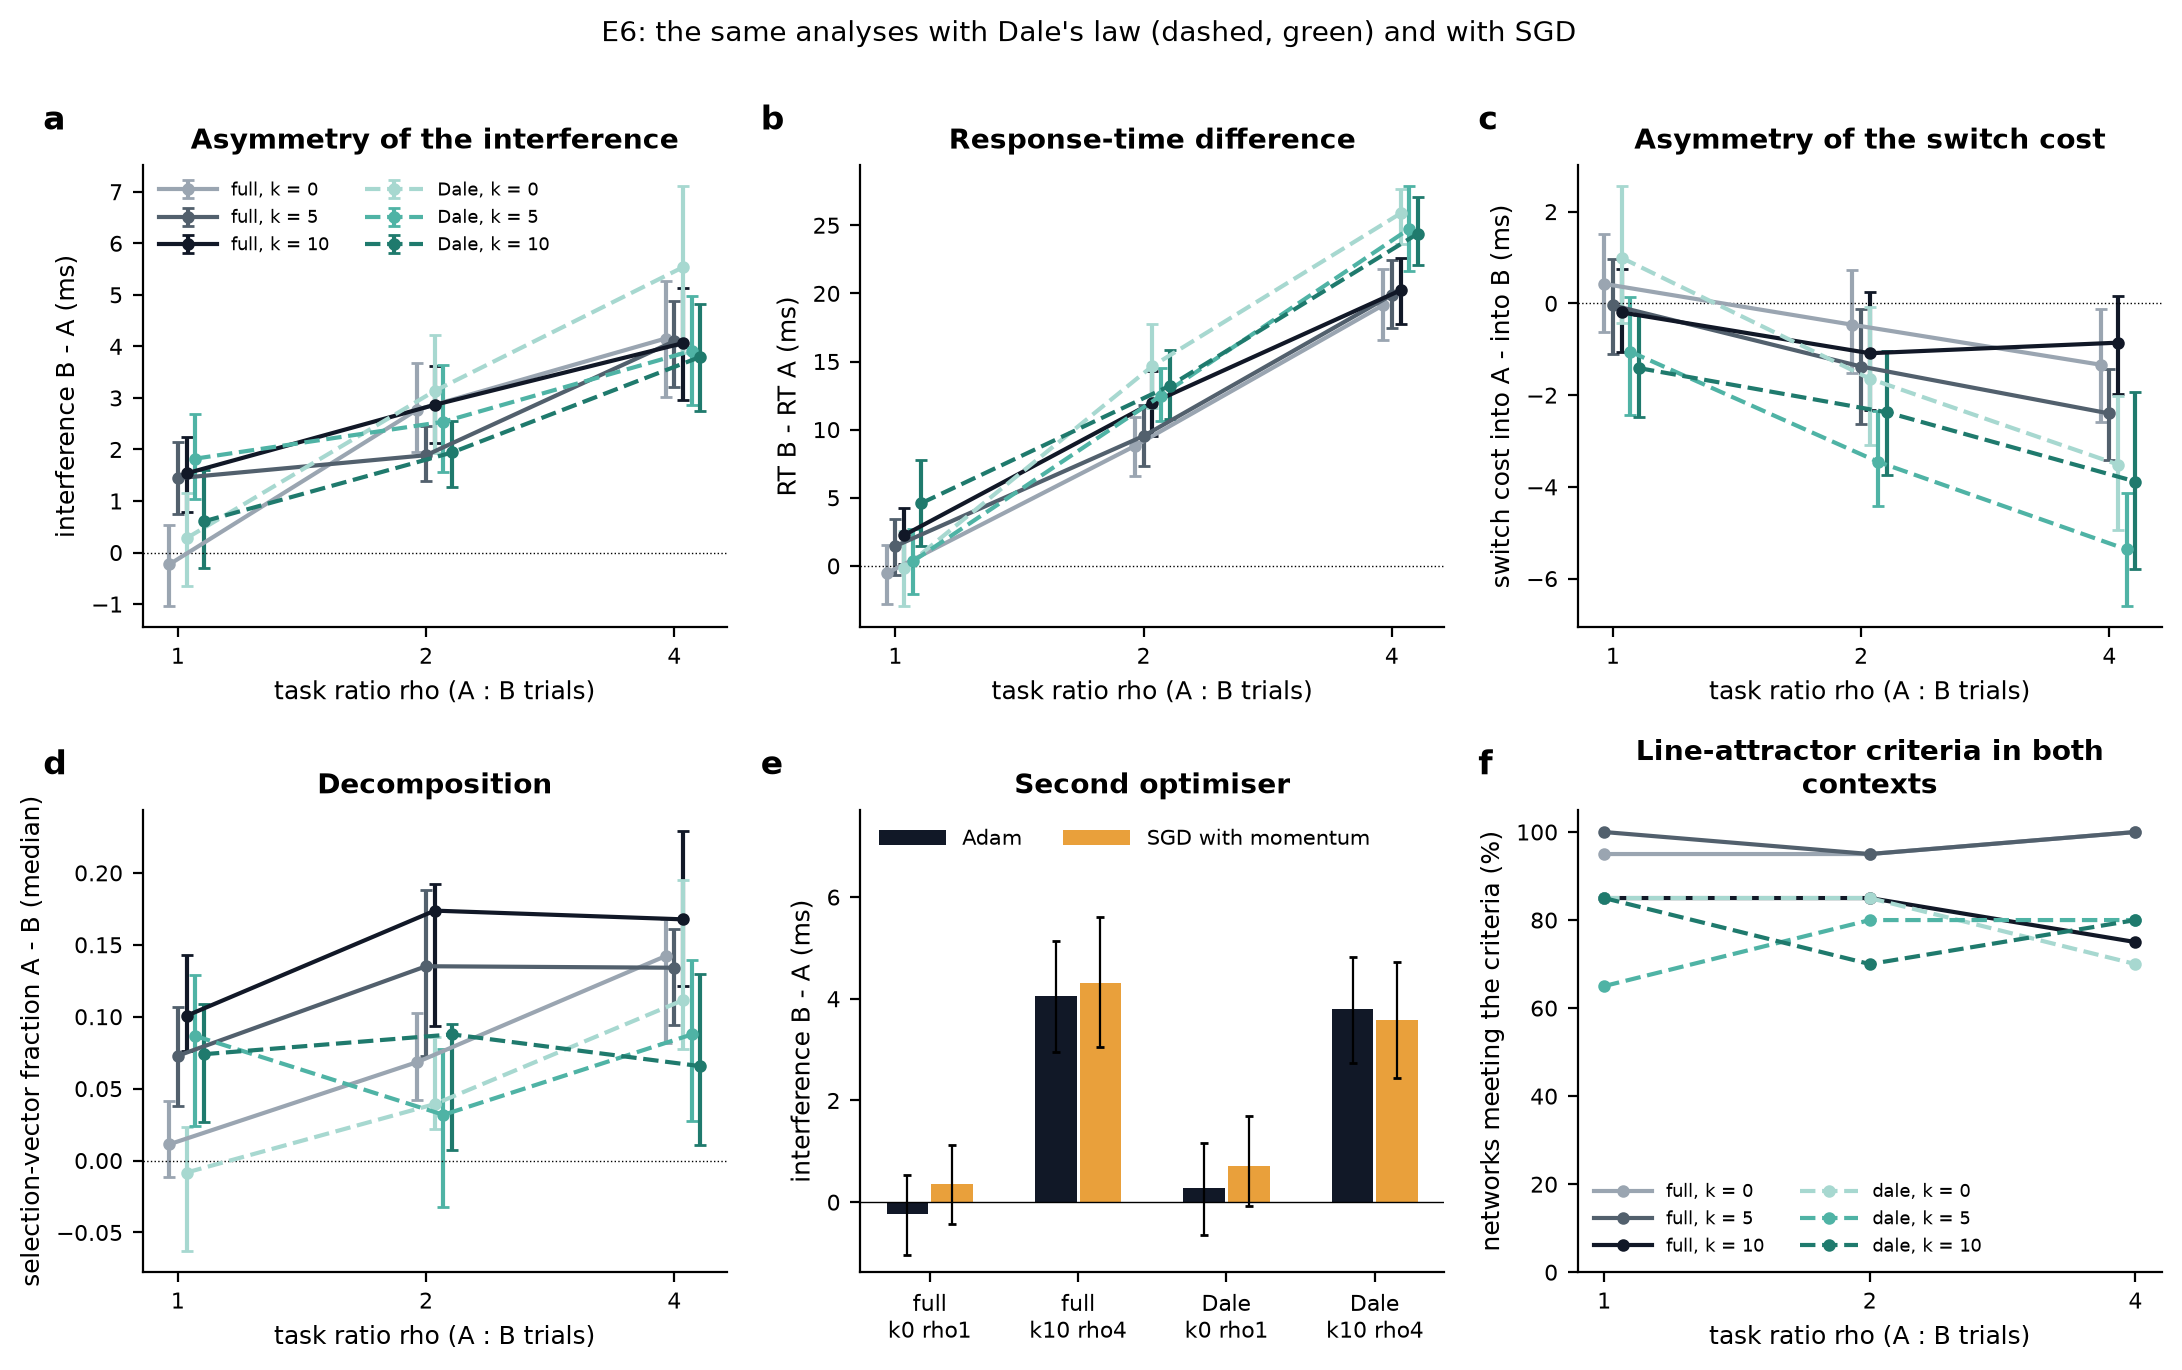 E6: the same analyses with Dale's law (dashed, green) and with SGD
a
Asymmetry of the interference
interference B - A (ms)
7
6
5
4
3
2
1
0
−1
full, k = 0
full, k = 5
full, k = 10
Dale, k = 0
Dale, k = 5
Dale, k = 10
1
2
4
task ratio rho (A : B trials)
b
Response-time difference
RT B - RT A (ms)
25
20
15
10
5
0
1
2
4
task ratio rho (A : B trials)
c
Asymmetry of the switch cost
switch cost into A - into B (ms)
2
0
−2
−4
−6
1
2
4
task ratio rho (A : B trials)
d
Decomposition
selection-vector fraction A - B (median)
0.20
0.15
0.10
0.05
0.00
−0.05
1
2
4
task ratio rho (A : B trials)
e
Second optimiser
interference B - A (ms)
Adam
SGD with momentum
6
4
2
0
full
k0 rho1
full
k10 rho4
Dale
k0 rho1
Dale
k10 rho4
f
Line-attractor criteria in both
contexts
networks meeting the criteria (%)
100
80
60
40
20
0
full, k = 0
full, k = 5
full, k = 10
dale, k = 0
dale, k = 5
dale, k = 10
1
2
4
task ratio rho (A : B trials)